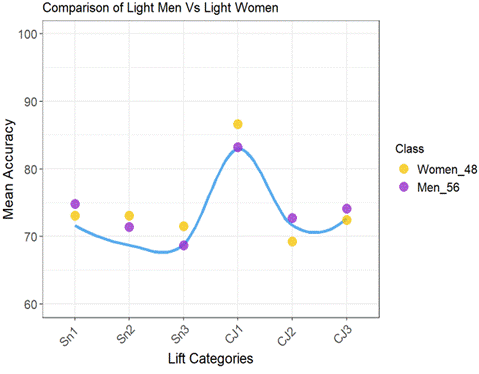 Comparison of Light Men Vs Light Women
Mean Accuracy
100
90
80
70
60
Sn1
Sn2
Sn3
CJ1
CJ2
CJ3
Lift Categories
Class
Women_48
Men_56